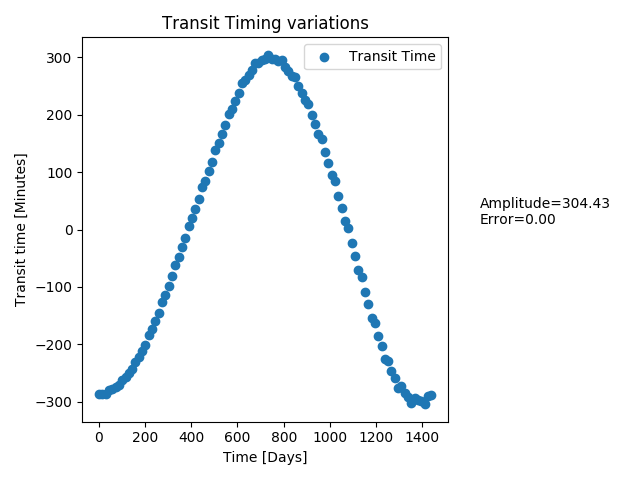 Transit Timing variations
Transit Time
Transit time [Minutes]
300
200
100
0
−100
−200
−300
0 200 400 600 800 1000 1200 1400
Time [Days]
Amplitude=304.43
Error=0.00